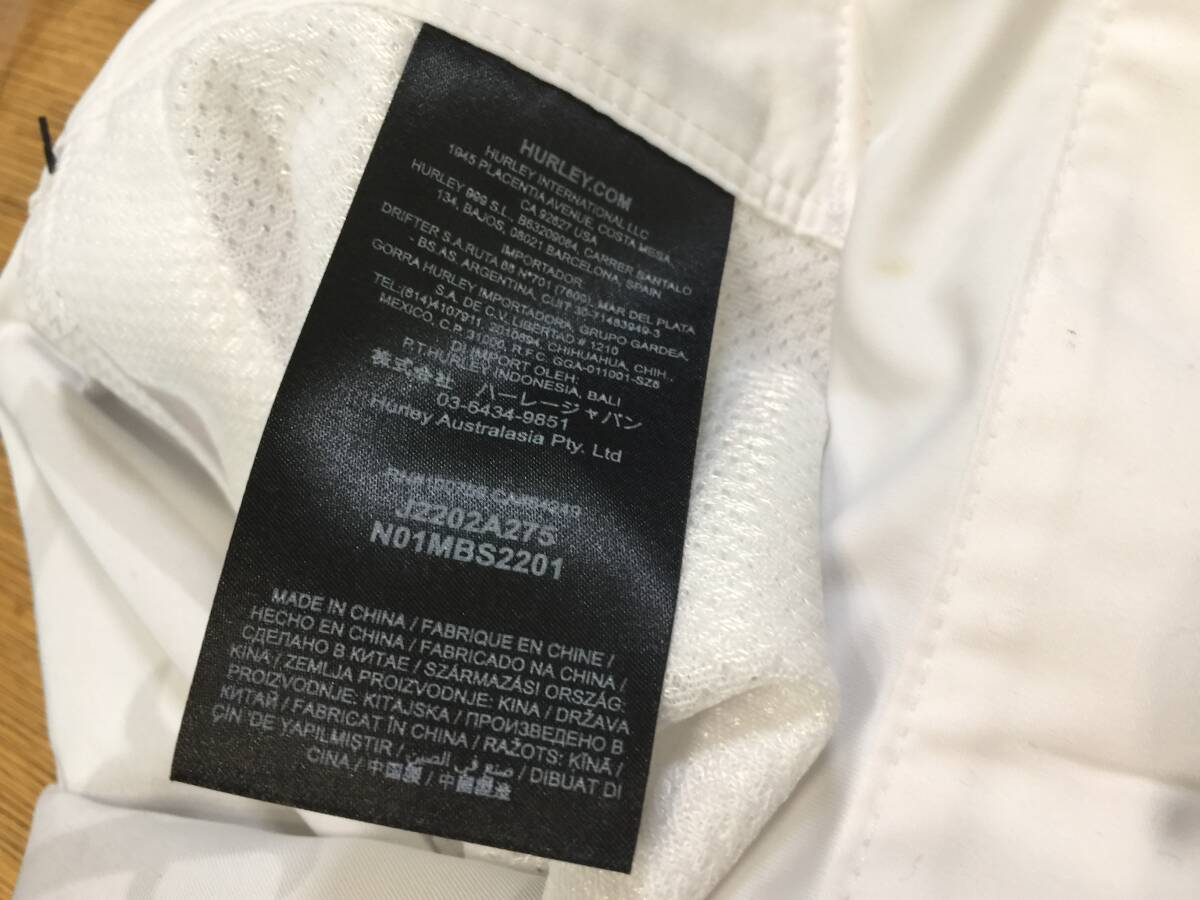 HURLEY.COM
HURLEY INTERNATIONAL LLC
1945 PLACENTIA AVENUE, COSTA MESA,
CA 92627 USA
HURLEY 999 S.L. B63209084, CARRER SANTALO
134, BAJOS, 08021 BARCELONA, SPAIN
IMPORTADOR
DRIFTER S.A.RUTA 88 N°701 (7600), MAR DEL PLATA
- BS.AS. ARGENTINA, CUIT 30-71483949-3
GORRA HURLEY IMPORTADORA, GRUPO GARDEA,
S.A. DE C.V. LIBERTAD # 1210
TEL:(614)4107911, 2010894, CHIHUAHUA, CHIH.,
MEXICO, C.P. 31000, R.F.C. GGA-011001-SZ6
DI IMPORT OLEH:
P.T.HURLEY INDONESIA, BALI
株式会社 ハーレージャパン
03-6434-9851
Hurley Australasia Pty. Ltd
J2202A275
N01MBS2201
MADE IN CHINA / FABRIQUE EN CHINE /
HECHO EN CHINA / FABRICADO NA CHINA /
СДЕЛАНО В КИТАЕ / SZÁRMAZÁSI ORSZÁG:
KÍNA / ZEMLJA PROIZVODNJE: KINA / DRŽAVA
PROIZVODNJE: KITAJSKA / ПРОИЗВЕДЕНО В
КИТАЙ / FABRICAT ÎN CHINA / RAŽOTS: ĶĪNĀ /
ÇİN 'DE YAPILMIŞTIR / صنع في الصين / DIBUAT DI
CINA / 中国製 / 中國製造